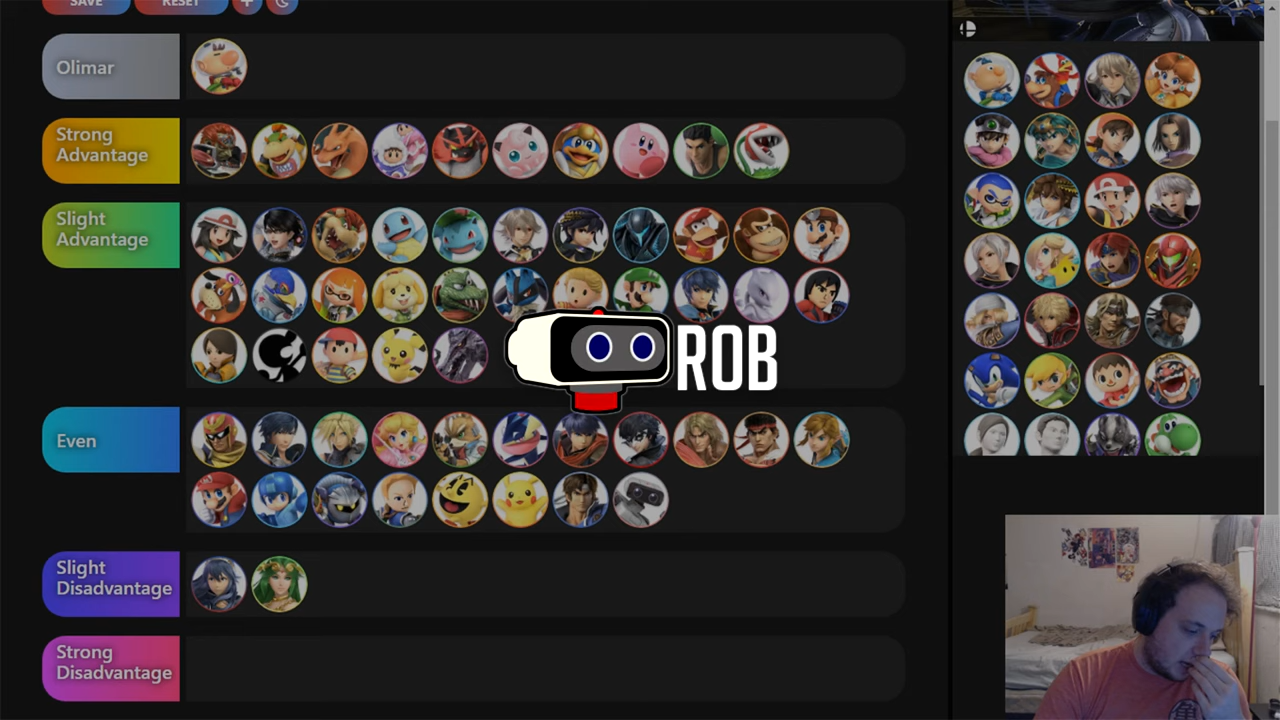 SAVE
RESET
Olimar
Strong
Advantage
Slight
Advantage
ROB
Even
Slight
Disadvantage
Strong
Disadvantage